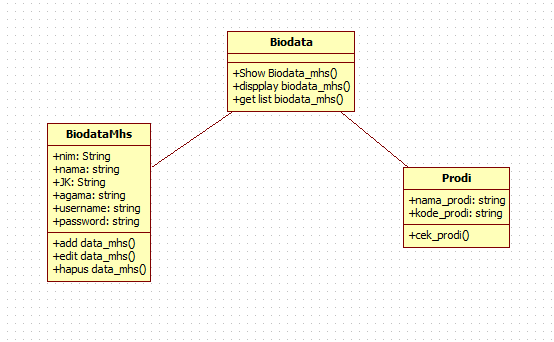 Biodata
+Show Biodata_mhs()
+dispplay biodata_mhs()
+get list biodata_mhs()
BiodataMhs
+nim: String
+nama: string
+JK: String
+agama: string
+username: string
+password: string
+add data_mhs()
+edit data_mhs()
+hapus data_mhs()
Prodi
+nama_prodi: string
+kode_prodi: string
+cek_prodi()